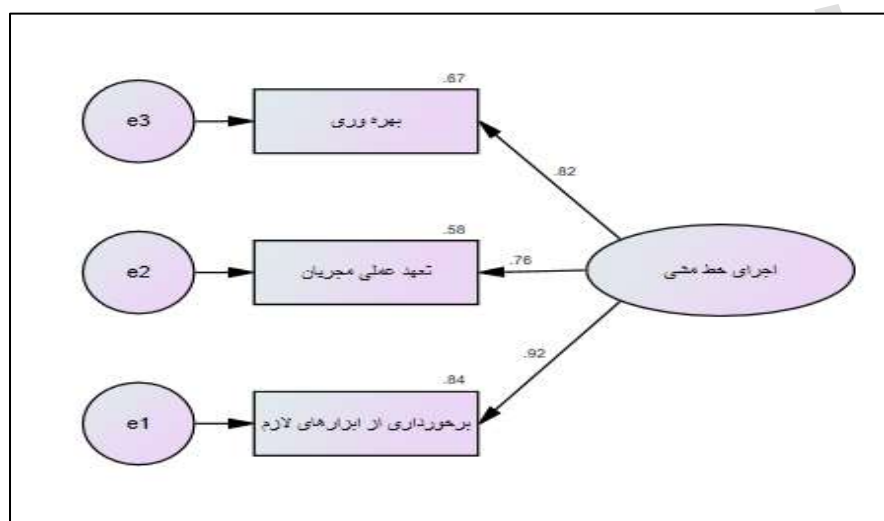 .67
e3
بهره وری
.82
.58
e2
تعهد عملی مجریان
.76
اجرای خط مشی
.92
.84
e1
برخورداری از ابزارهای لازم